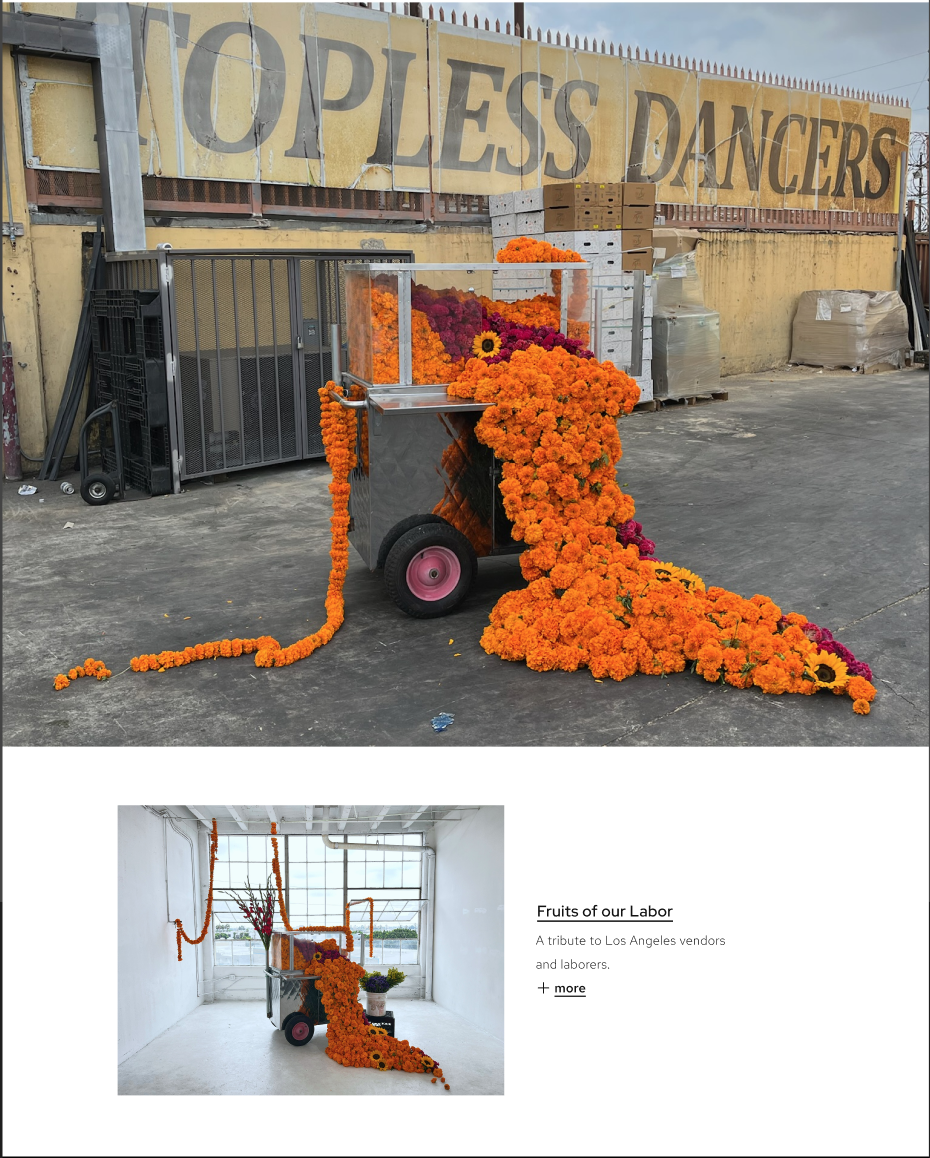 TOPLESS DANCERS
Fruits of our Labor
A tribute to Los Angeles vendors
and laborers.
+ more